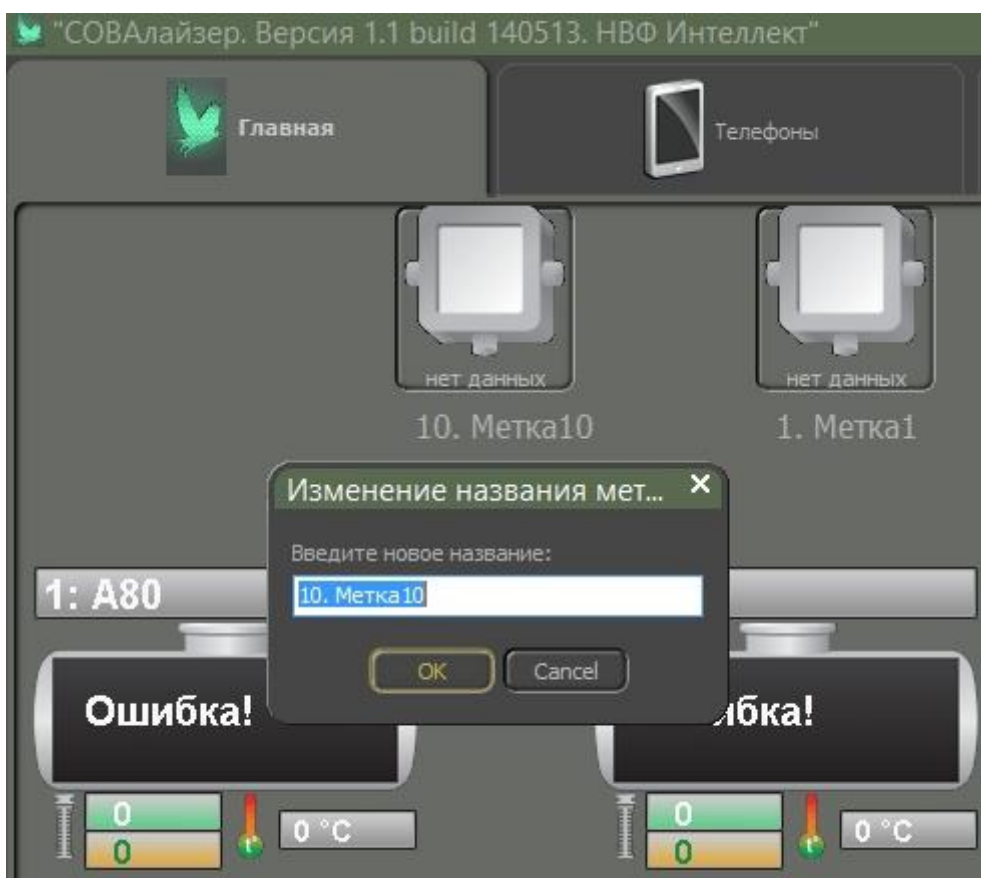 "СОВАлайзер. Версия 1.1 build 140513. НВФ Интеллект"
Главная
Телефоны
нет данных
нет данных
10. Метка10
1. Метка1
Изменение названия мет...
Введите новое название:
10. Метка10
OK
Cancel
1: А80
Ошибка!
бка!
0
0
t°
0 °C
0
0
t°
0 °C